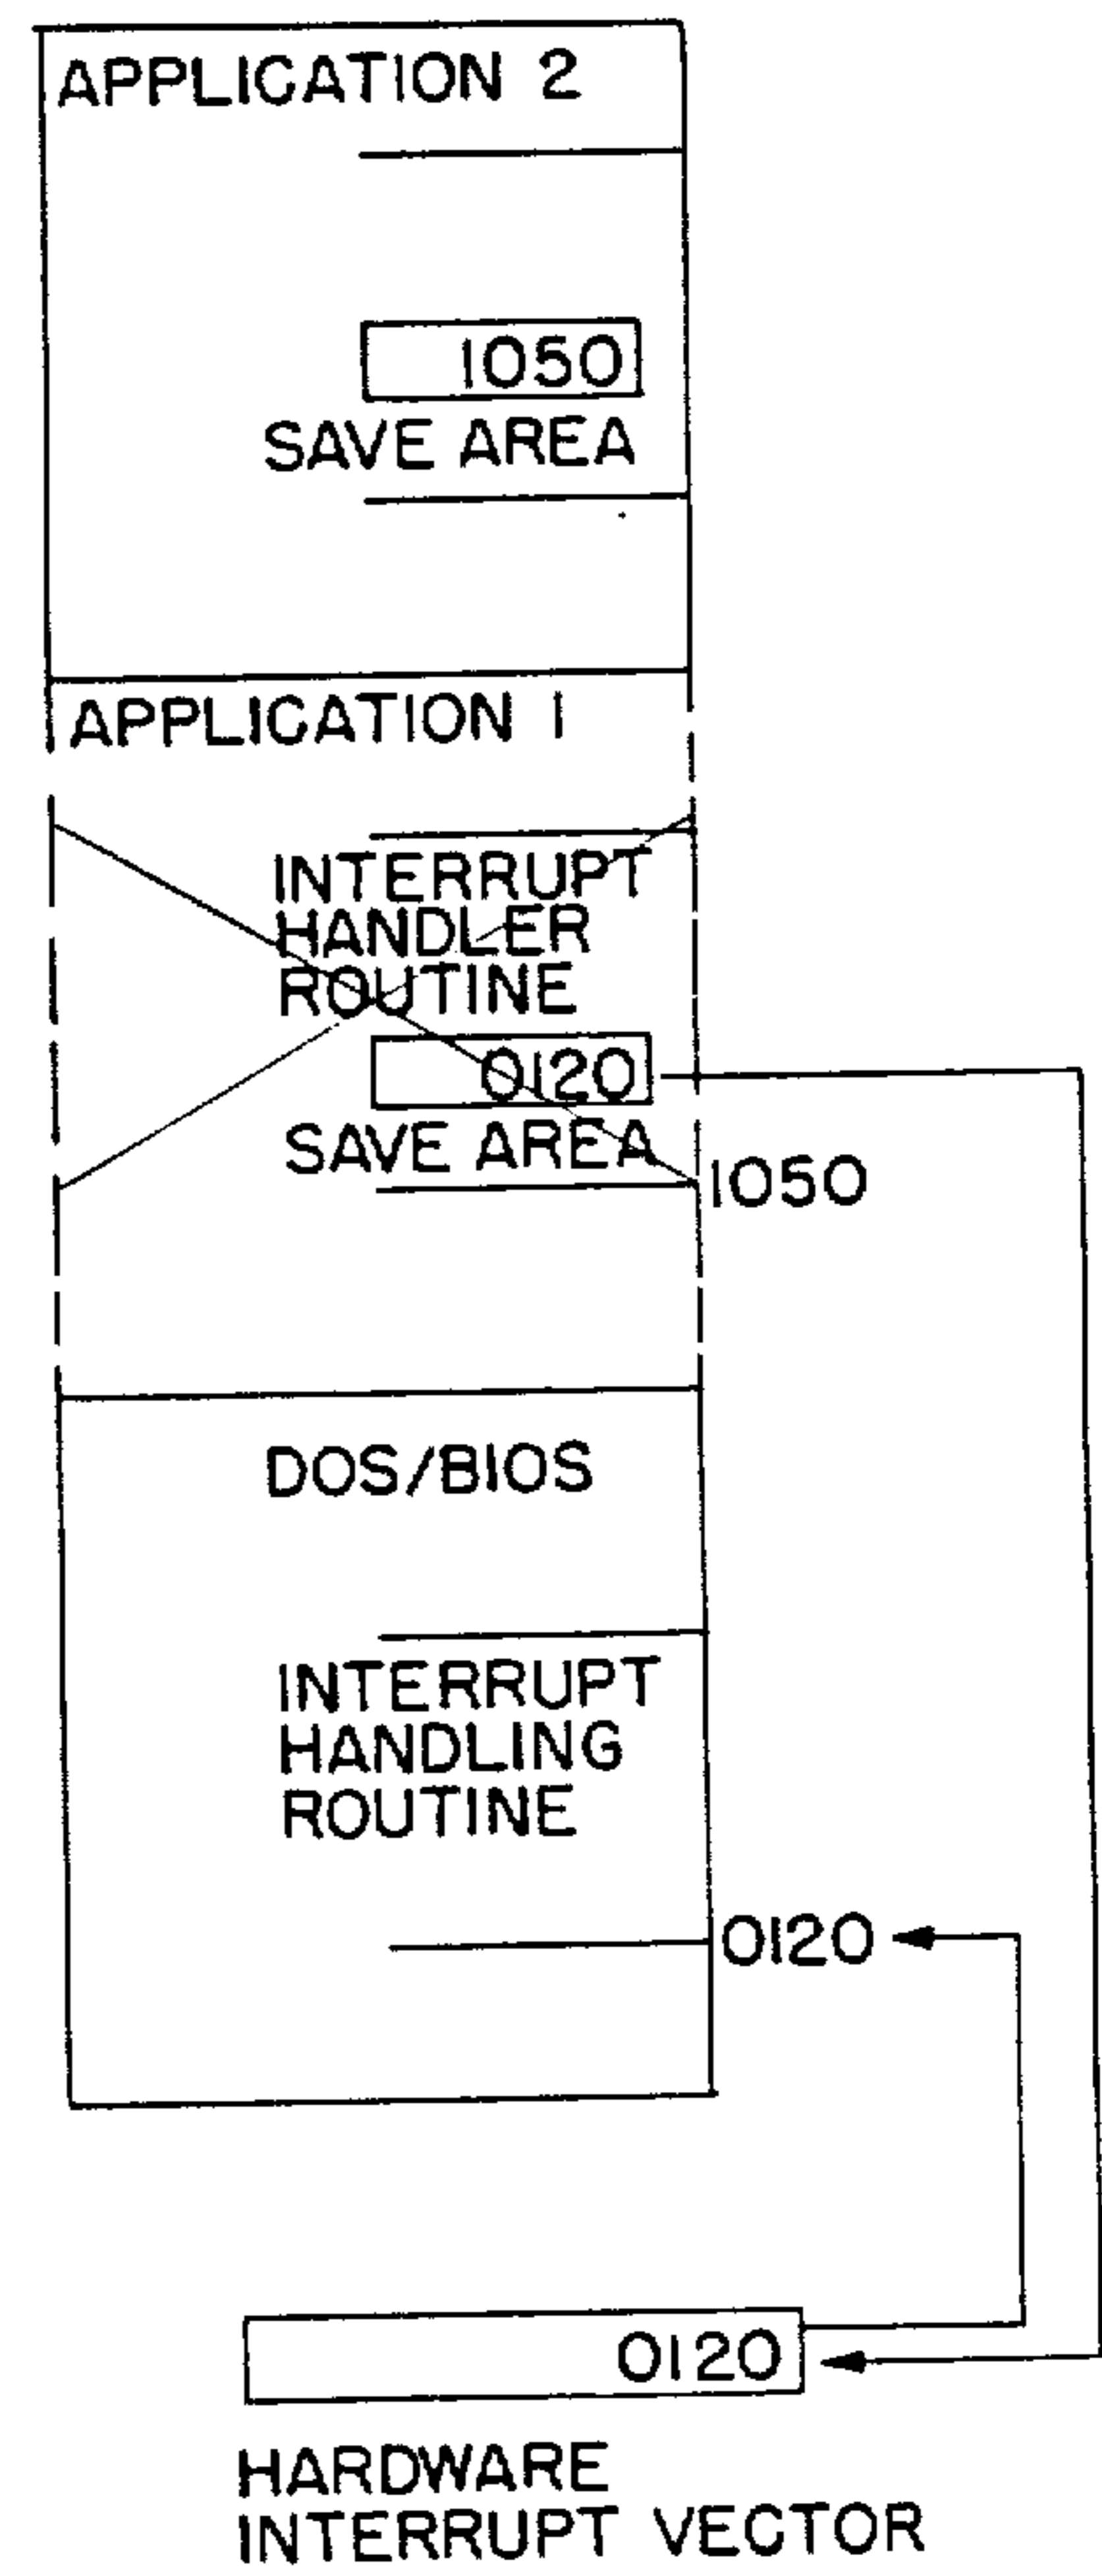 APPLICATION 2
1050
SAVE AREA
APPLICATION 1
INTERRUPT
HANDLER
ROUTINE
0120
SAVE AREA
1050
DOS/BIOS
INTERRUPT
HANDLING
ROUTINE
0120
0120
HARDWARE
INTERRUPT VECTOR